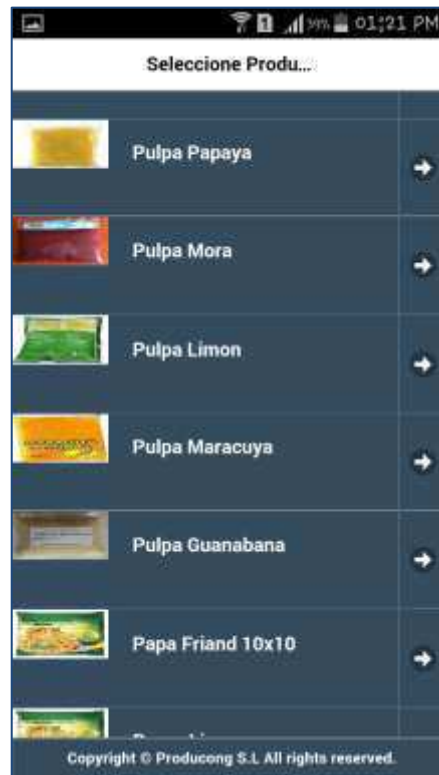 39% 01:21 PM
Seleccione Produ...
Pulpa Papaya
Pulpa Mora
Pulpa Limon
Pulpa Maracuya
Pulpa Guanabana
Papa Friand 10x10
Copyright © Producong S.L All rights reserved.